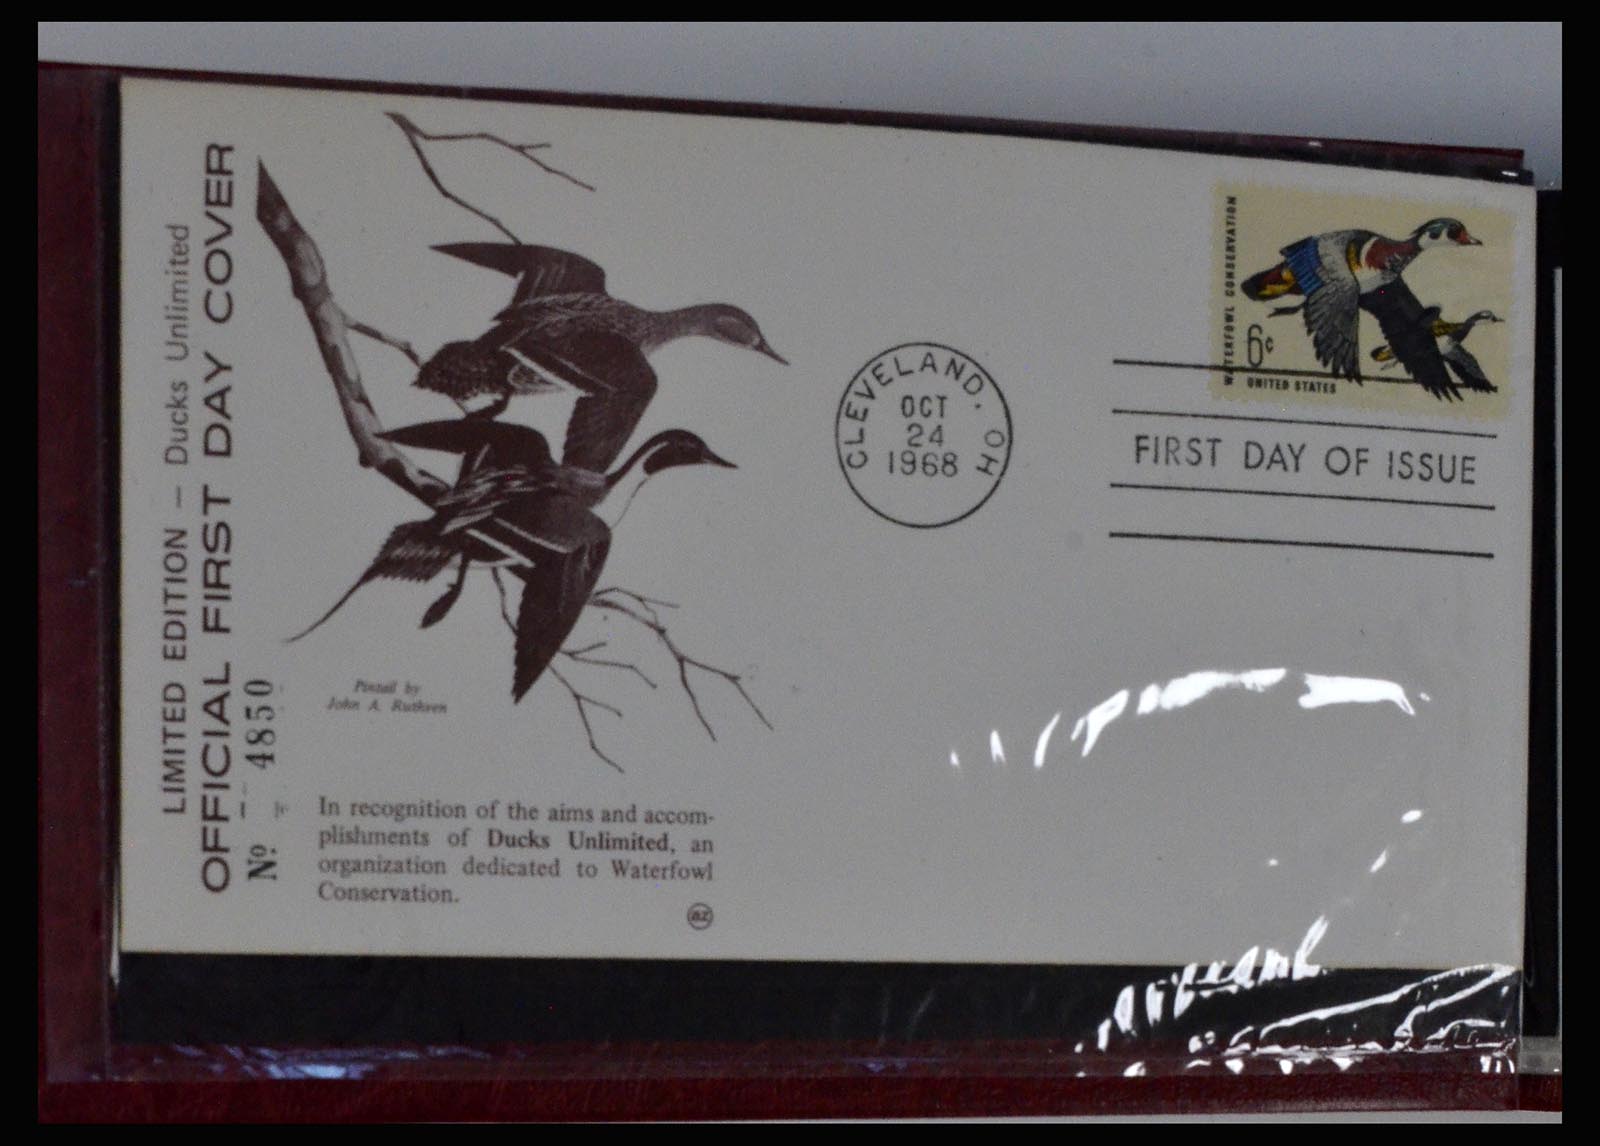 LIMITED EDITION – Ducks Unlimited
OFFICIAL FIRST DAY COVER
Nº – 4850
Pintail by
John A. Ruthven
In recognition of the aims and accom-
plishments of Ducks Unlimited, an
organization dedicated to Waterfowl
Conservation.
az
CLEVELAND, OH
OCT
24
1968
WATERFOWL CONSERVATION
6c
UNITED STATES
FIRST DAY OF ISSUE